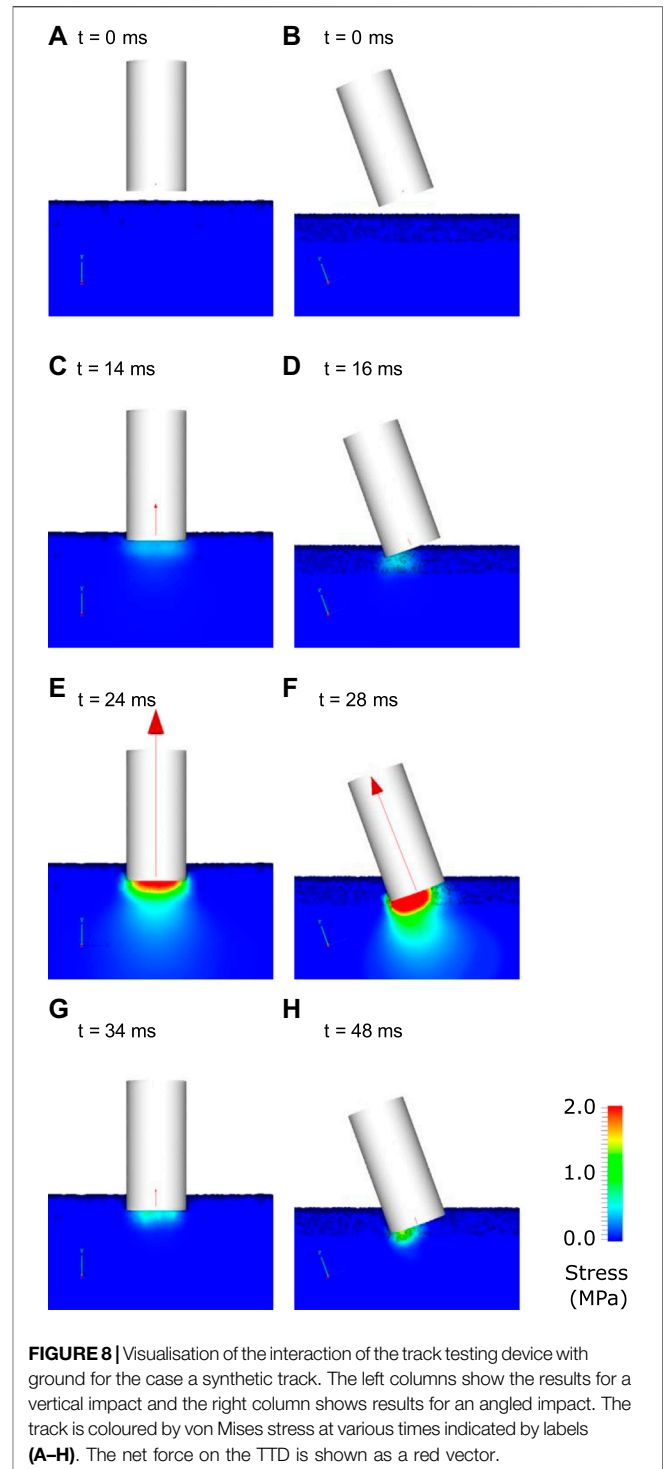 A t = 0 ms
B t = 0 ms
C t = 14 ms
D t = 16 ms
E t = 24 ms
F t = 28 ms
G
t = 34 ms
H
t = 48 ms
2.0
1.0
0.0
Stress
(MPa)
FIGURE 8 | Visualisation of the interaction of the track testing device with
ground for the case a synthetic track. The left columns show the results for a
vertical impact and the right column shows results for an angled impact. The
track is coloured by von Mises stress at various times indicated by labels
(A–H). The net force on the TTD is shown as a red vector.